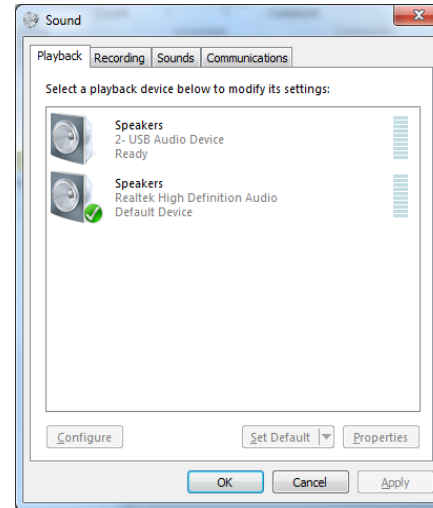 Sound
Playback Recording Sounds Communications
Select a playback device below to modify its settings:
Speakers
2- USB Audio Device
Ready
Speakers
Realtek High Definition Audio
Default Device
Configure Set Default Properties
OK Cancel Apply